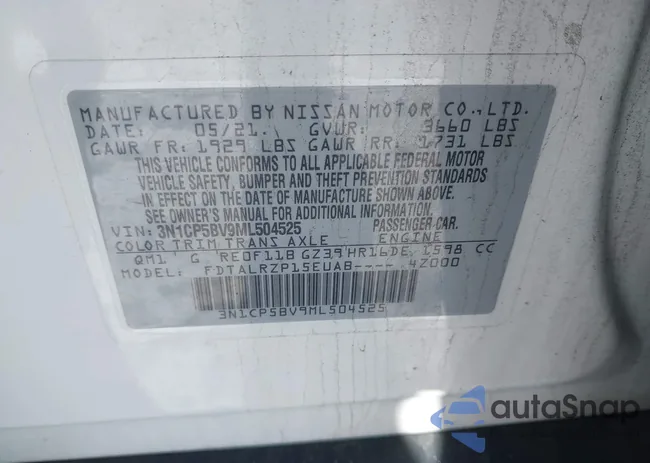 MANUFACTURED BY NISSAN MOTOR CO.,LTD.
DATE: 05/21. GVWR: 3660 LBS
GAWR FR: 1929 LBS GAWR RR: 1731 LBS
THIS VEHICLE CONFORMS TO ALL APPLICABLE FEDERAL MOTOR
VEHICLE SAFETY, BUMPER AND THEFT PREVENTION STANDARDS
IN EFFECT ON THE DATE OF MANUFACTURE SHOWN ABOVE.
SEE OWNER'S MANUAL FOR ADDITIONAL INFORMATION.
VIN: 3N1CP5BV9ML504525 PASSENGER CAR.
COLOR TRIM TRANS AXLE ENGINE
QM1 G RE0F11B GZ39 HR16DE 1598 CC
MODEL: FDTALRZP15EUAB---- 4Z000
3N1CP5BV9ML504525
autoSnap